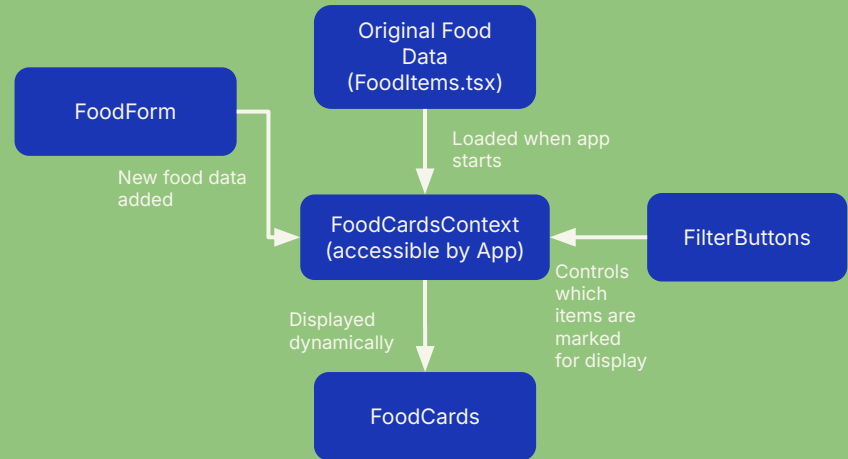 Original Food
Data
(FoodItems.tsx)
FoodForm
Loaded when app
starts
New food data
added
FoodCardsContext
(accessible by App)
FilterButtons
Controls
which
items are
marked
for display
Displayed
dynamically
FoodCards